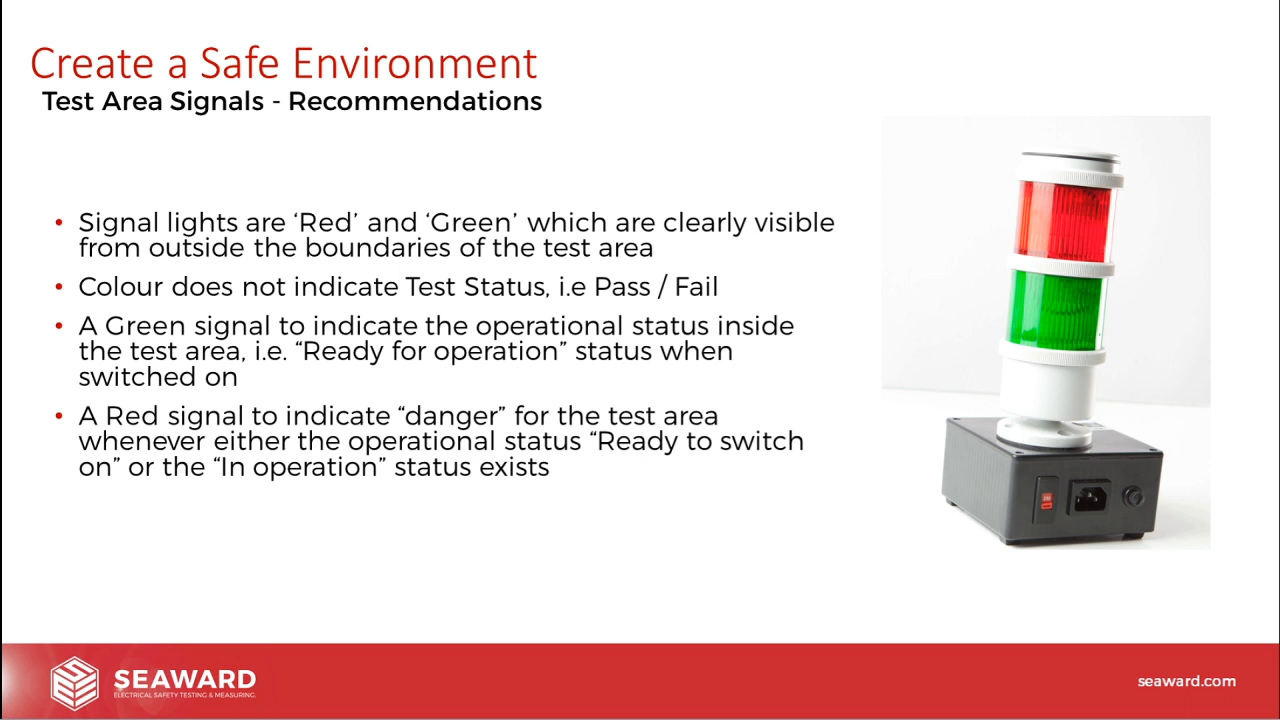 Create a Safe Environment
Test Area Signals - Recommendations
• Signal lights are ‘Red’ and ‘Green’ which are clearly visible
from outside the boundaries of the test area
• Colour does not indicate Test Status, i.e Pass / Fail
• A Green signal to indicate the operational status inside
the test area, i.e. “Ready for operation” status when
switched on
• A Red signal to indicate “danger” for the test area
whenever either the operational status “Ready to switch
on” or the “In operation” status exists
SEAWARD
ELECTRICAL SAFETY TESTING & MEASURING.
seaward.com